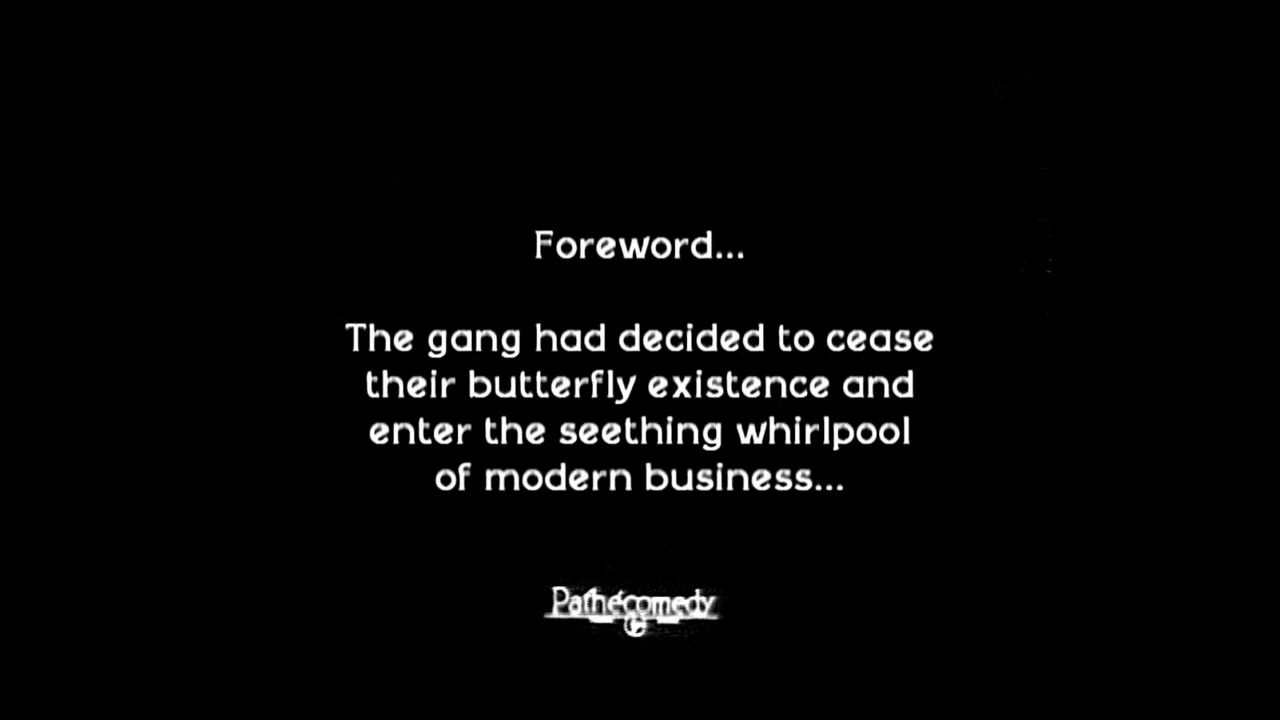 Foreword...
The gang had decided to cease
their butterfly existence and
enter the seething whirlpool
of modern business...
Pathécomedy
©